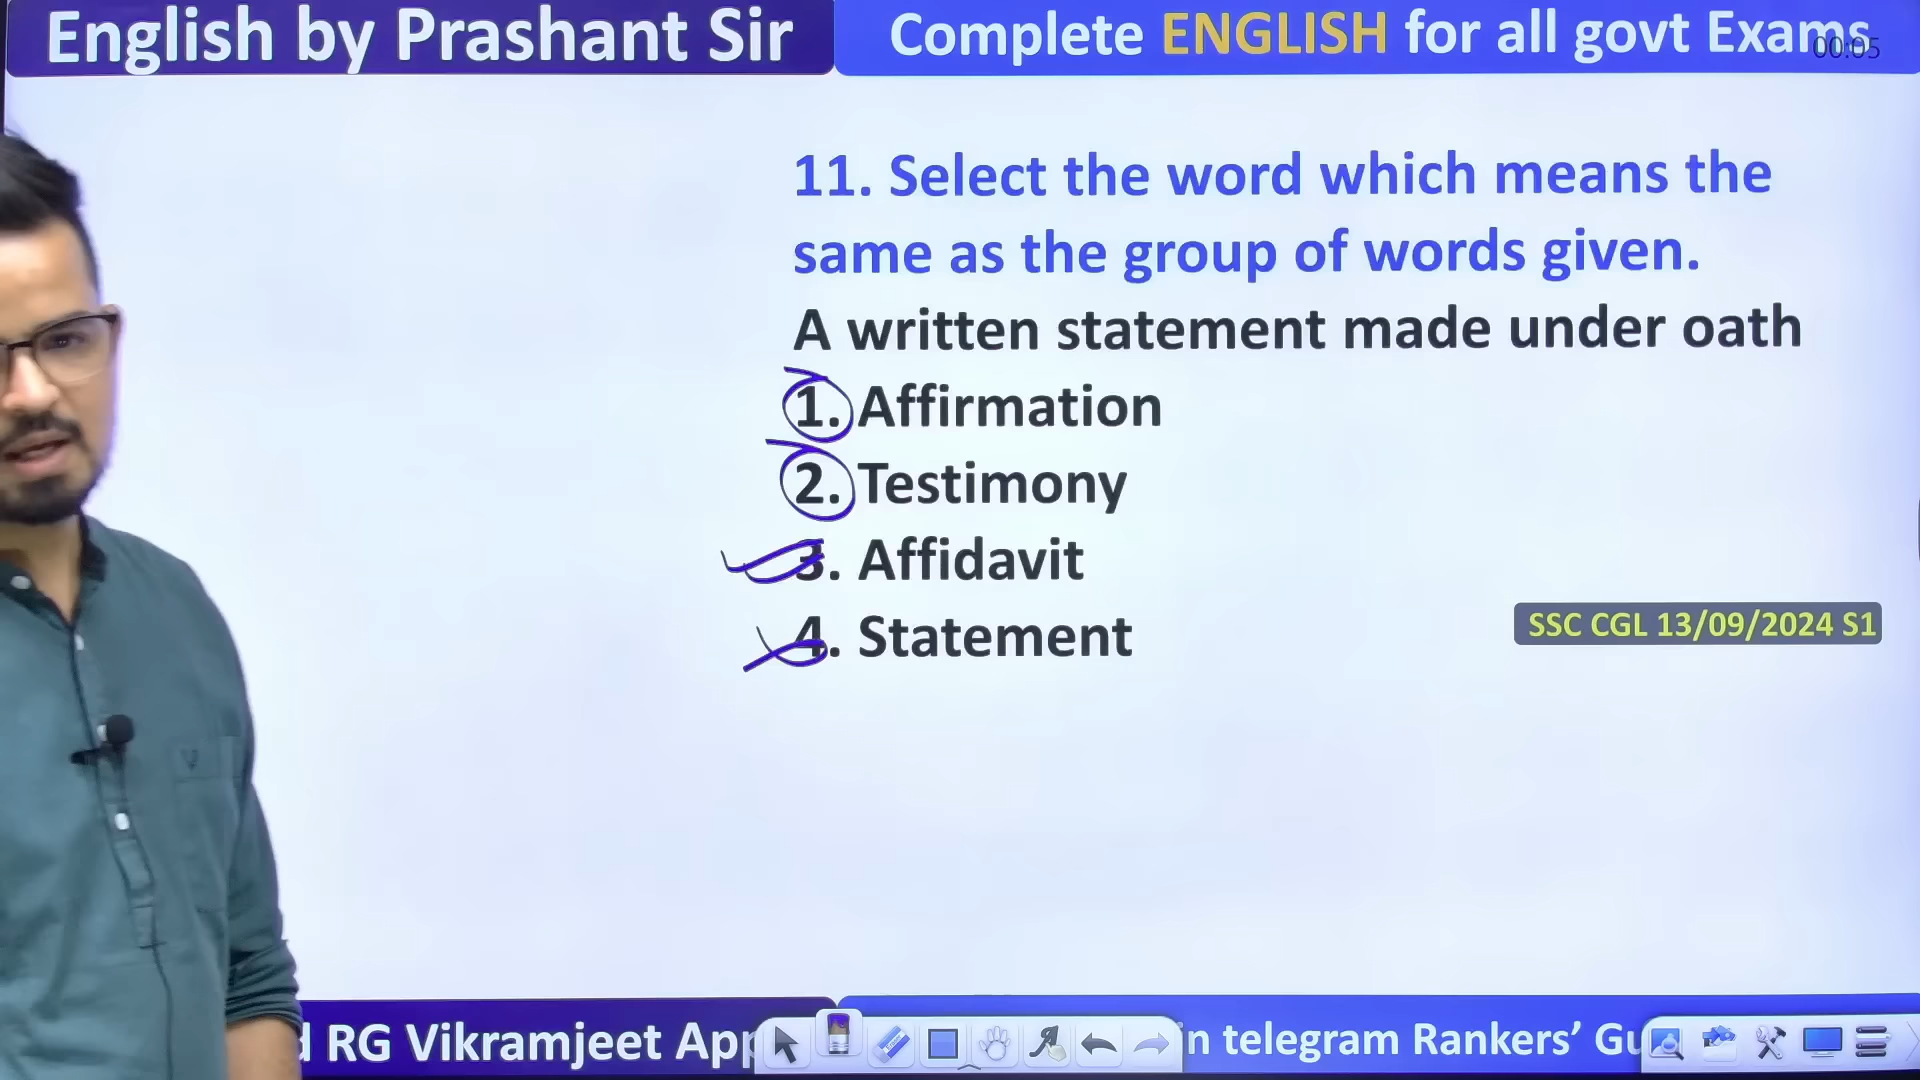 English by Prashant Sir
Complete ENGLISH for all govt Exams
00:05
11. Select the word which means the
same as the group of words given.
A written statement made under oath
1. Affirmation
2. Testimony
3. Affidavit
4. Statement
SSC CGL 13/09/2024 S1
RG Vikramjeet App
telegram Rankers’ Gu